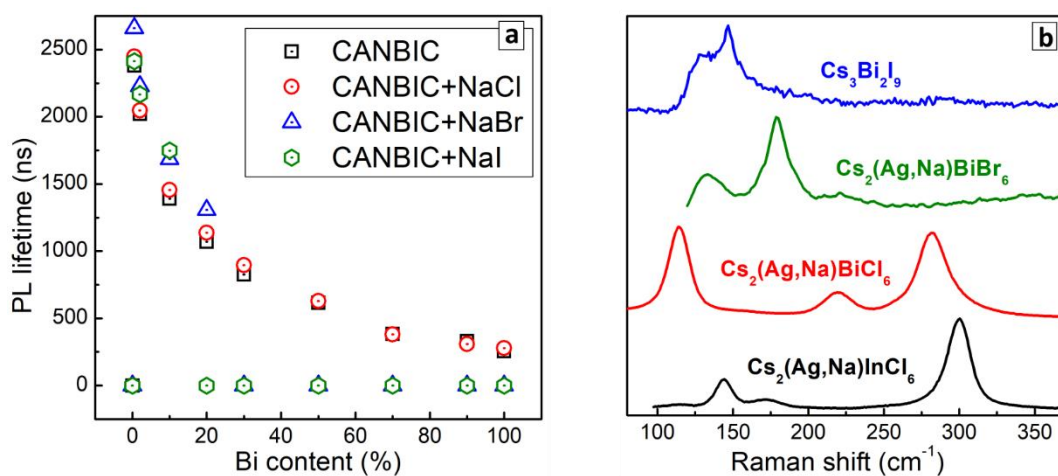 a
CANBIC
CANBIC+NaCl
CANBIC+NaBr
CANBIC+NaI
2500
2000
1500
1000
500
0
PL lifetime (ns)
0 20 40 60 80 100
Bi content (%)
b
Cs₃Bi₂I₉
Cs₂(Ag,Na)BiBr₆
Cs₂(Ag,Na)BiCl₆
Cs₂(Ag,Na)InCl₆
100 150 200 250 300 350
Raman shift (cm⁻¹)